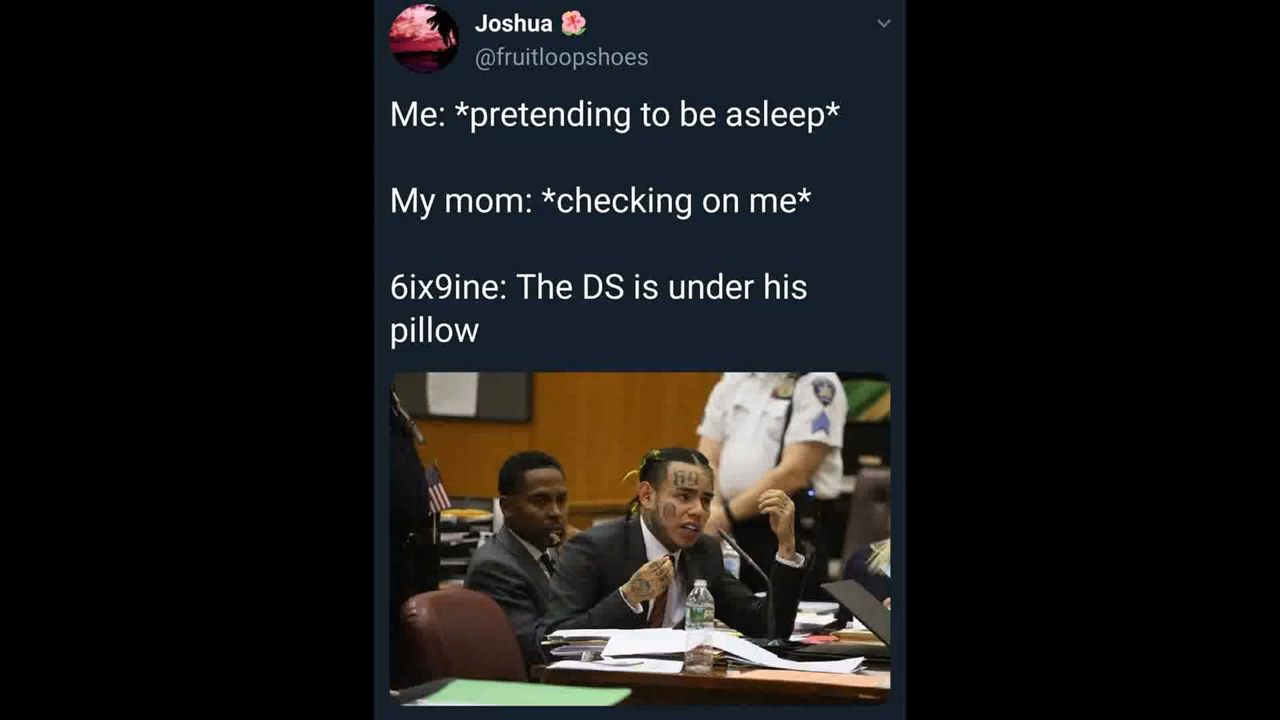 Joshua 🌺
@fruitloopshoes
Me: *pretending to be asleep*
My mom: *checking on me*
6ix9ine: The DS is under his
pillow
69